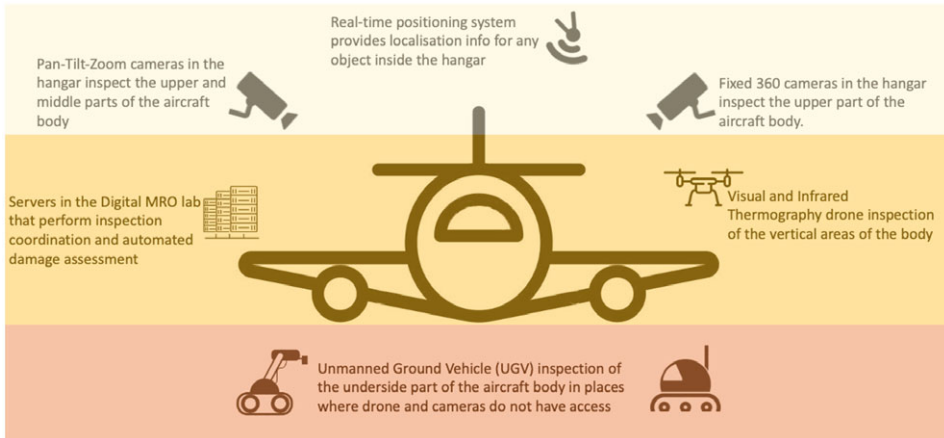 Real-time positioning system
provides localisation info for any
object inside the hangar
Pan-Tilt-Zoom cameras in the
hangar inspect the upper and
middle parts of the aircraft
body
Fixed 360 cameras in the hangar
inspect the upper part of the
aircraft body.
Servers in the Digital MRO lab
that perform inspection
coordination and automated
damage assessment
Visual and Infrared
Thermography drone inspection
of the vertical areas of the body
Unmanned Ground Vehicle (UGV) inspection of
the underside part of the aircraft body in places
where drone and cameras do not have access